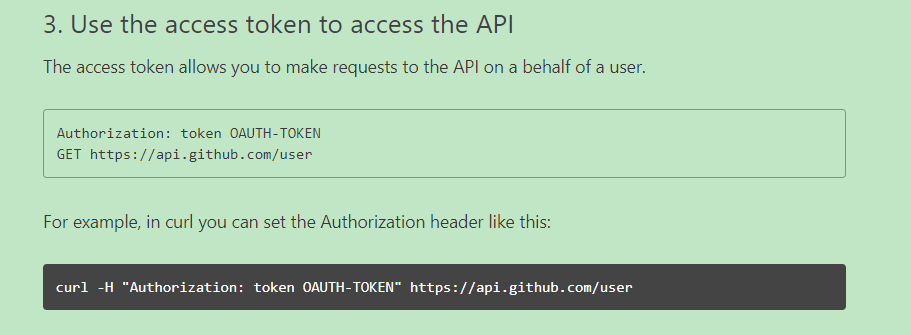 3. Use the access token to access the API
The access token allows you to make requests to the API on a behalf of a user.
Authorization: token OAUTH-TOKEN
GET https://api.github.com/user
For example, in curl you can set the Authorization header like this:
curl -H "Authorization: token OAUTH-TOKEN" https://api.github.com/user